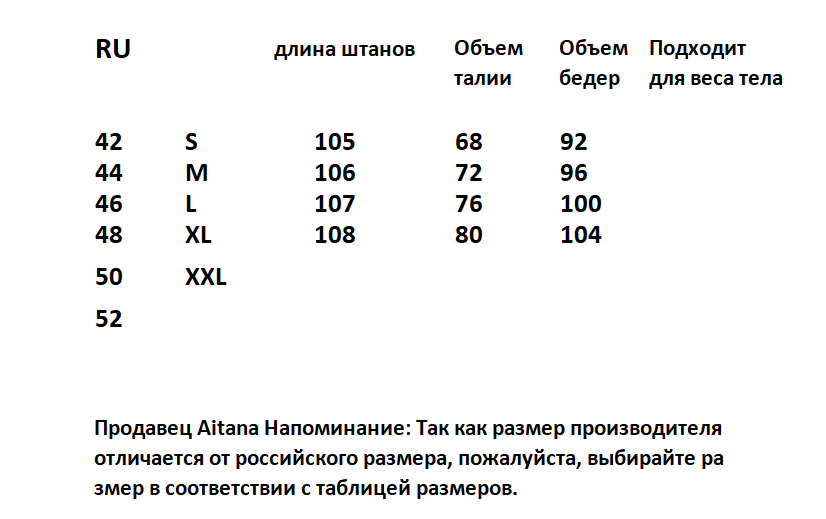 RU длина штанов Объем талии Объем бедер Подходит для веса тела
42 S 105 68 92
44 M 106 72 96
46 L 107 76 100
48 XL 108 80 104
50 XXL
52
Продавец Aitana Напоминание: Так как размер производителя
отличается от российского размера, пожалуйста, выбирайте ра
змер в соответствии с таблицей размеров.